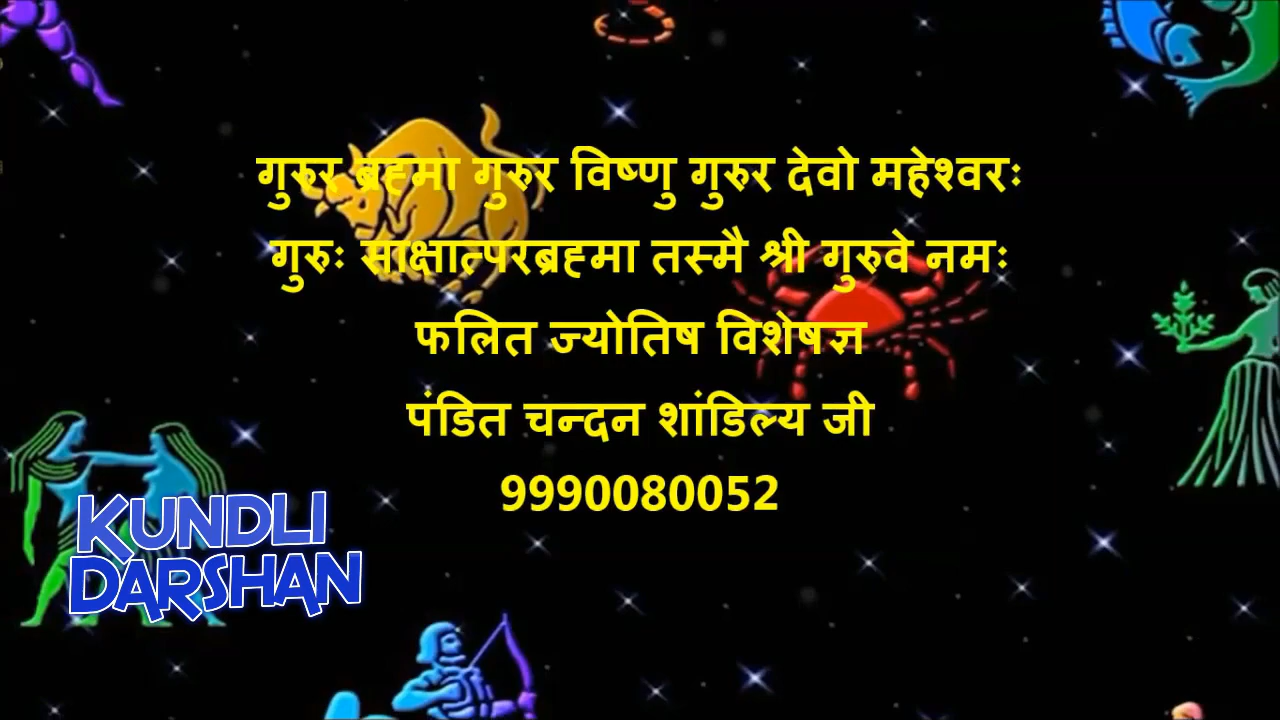 गुरुर ब्रह्मा गुरुर विष्णु गुरुर देवो महेश्वरः
गुरुः साक्षात्परब्रह्मा तस्मै श्री गुरुवे नमः
फलित ज्योतिष विशेषज्ञ
पंडित चन्दन शांडिल्य जी
9990080052
KUNDLI
DARSHAN